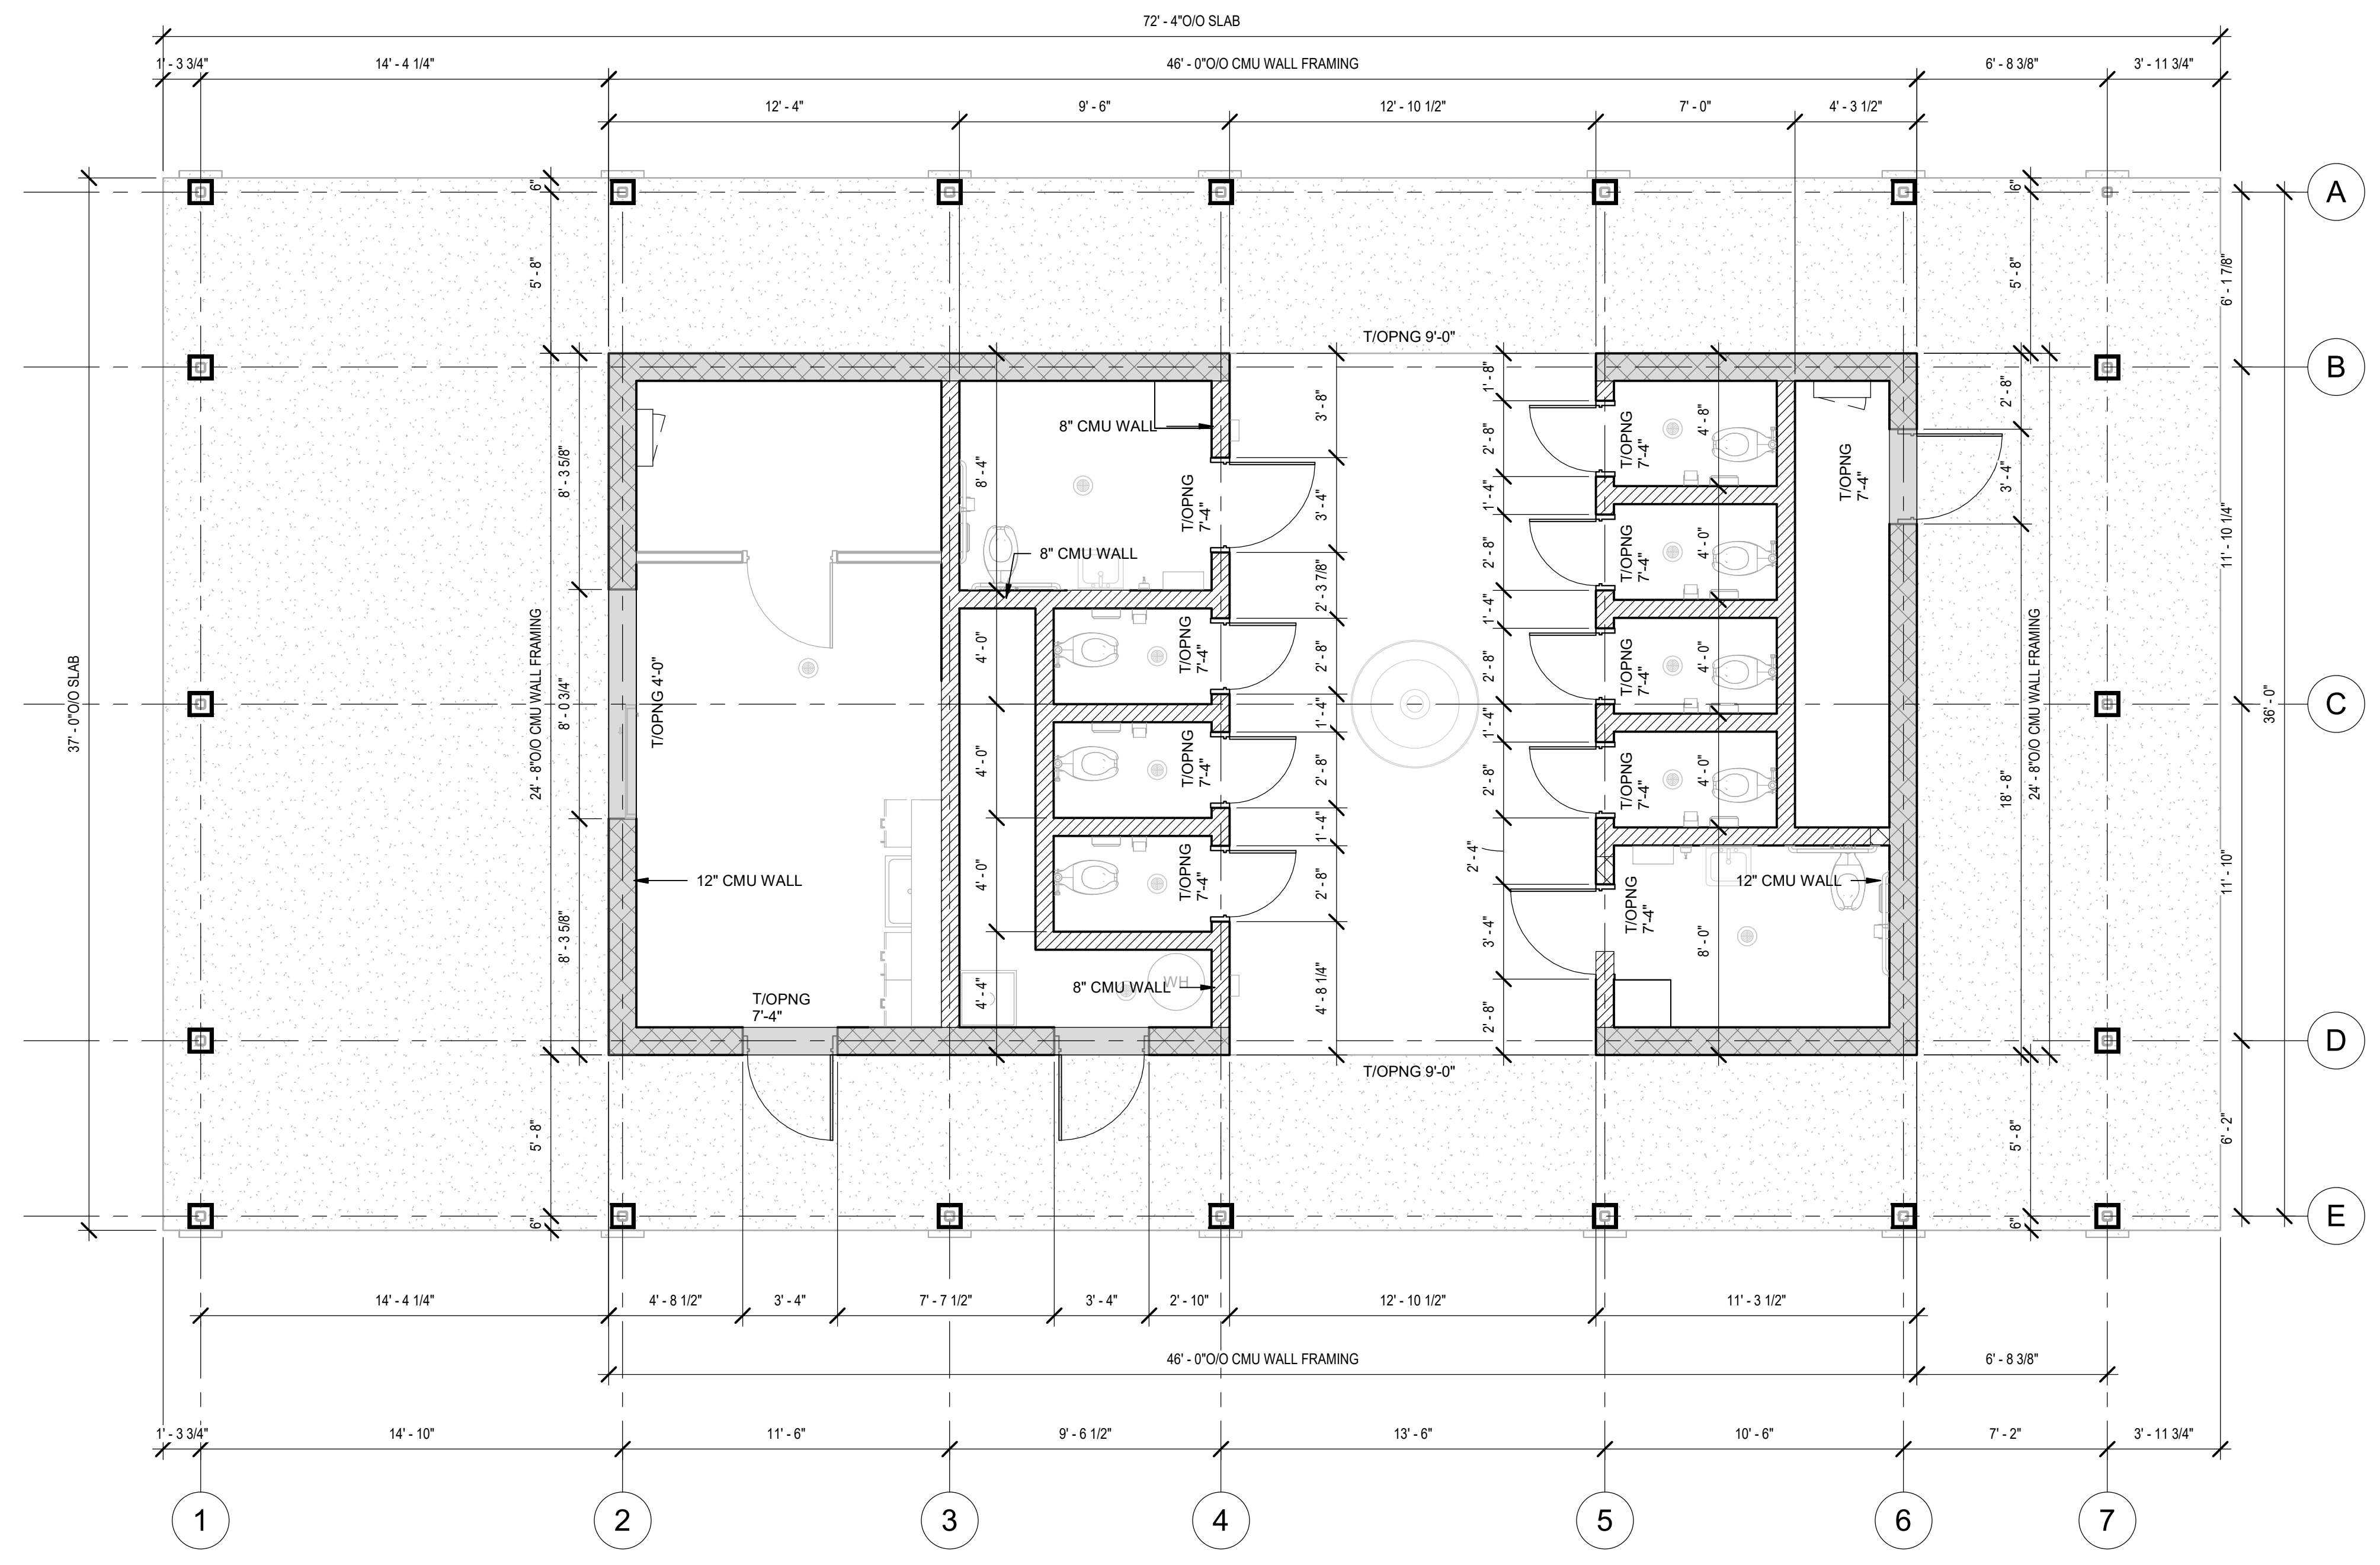 72' - 4"O/O SLAB
1' - 3 3/4"
14' - 4 1/4"
46' - 0"O/O CMU WALL FRAMING
6' - 8 3/8"
3' - 11 3/4"
12' - 4"
9' - 6"
12' - 10 1/2"
7' - 0"
4' - 3 1/2"
6"
6"
A
5' - 8"
5' - 8"
6' - 1 7/8"
T/OPNG 9'-0"
B
8' - 3 5/8"
8' - 4"
8" CMU WALL
T/OPNG
7'-4"
8" CMU WALL
3' - 8"
3' - 4"
2' - 3 7/8"
1' - 8"
2' - 8"
1' - 4"
2' - 8"
1' - 4"
T/OPNG
7'-4"
4' - 8"
T/OPNG
7'-4"
4' - 0"
T/OPNG
7'-4"
2' - 8"
3' - 4"
11' - 10 1/4"
37' - 0"O/O SLAB
24' - 8"O/O CMU WALL FRAMING
8' - 0 3/4"
T/OPNG 4'-0"
4' - 0"
T/OPNG
7'-4"
2' - 8"
1' - 4"
2' - 8"
1' - 4"
T/OPNG
7'-4"
4' - 0"
24' - 8"O/O CMU WALL FRAMING
36' - 0"
C
4' - 0"
T/OPNG
7'-4"
2' - 8"
1' - 4"
2' - 8"
T/OPNG
7'-4"
4' - 0"
18' - 8"
12" CMU WALL
4' - 0"
T/OPNG
7'-4"
2' - 8"
2' - 4"
T/OPNG
7'-4"
12" CMU WALL
11' - 10"
8' - 3 5/8"
4' - 4"
8" CMU WALL
WH
4' - 8 1/4"
3' - 4"
2' - 8"
8' - 0"
T/OPNG
7'-4"
D
T/OPNG 9'-0"
5' - 8"
5' - 8"
6' - 2"
6"
6"
E
14' - 4 1/4"
4' - 8 1/2"
3' - 4"
7' - 7 1/2"
3' - 4"
2' - 10"
12' - 10 1/2"
11' - 3 1/2"
46' - 0"O/O CMU WALL FRAMING
6' - 8 3/8"
1' - 3 3/4"
14' - 10"
11' - 6"
9' - 6 1/2"
13' - 6"
10' - 6"
7' - 2"
3' - 11 3/4"
1
2
3
4
5
6
7